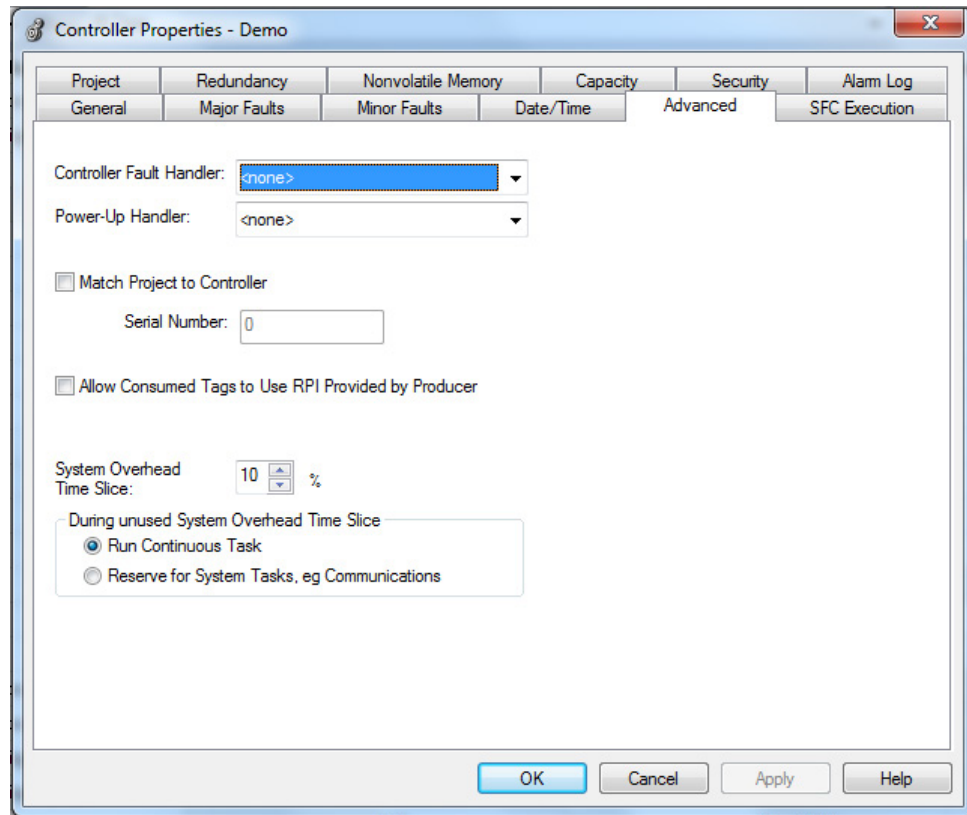 Controller Properties - Demo
Project Redundancy Nonvolatile Memory Capacity Security Alarm Log
General Major Faults Minor Faults Date/Time Advanced SFC Execution
Controller Fault Handler: <none>
Power-Up Handler: <none>
Match Project to Controller
Serial Number: 0
Allow Consumed Tags to Use RPI Provided by Producer
System Overhead
Time Slice: 10 %
During unused System Overhead Time Slice
Run Continuous Task
Reserve for System Tasks, eg Communications
OK Cancel Apply Help